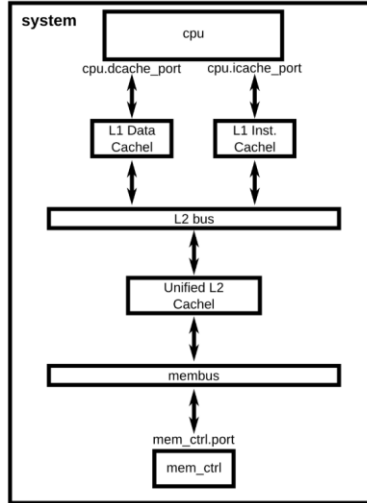 system
cpu
cpu.dcache_port cpu.icache_port
L1 Data
Cachel
L1 Inst.
Cachel
L2 bus
Unified L2
Cachel
membus
mem_ctrl.port
mem_ctrl